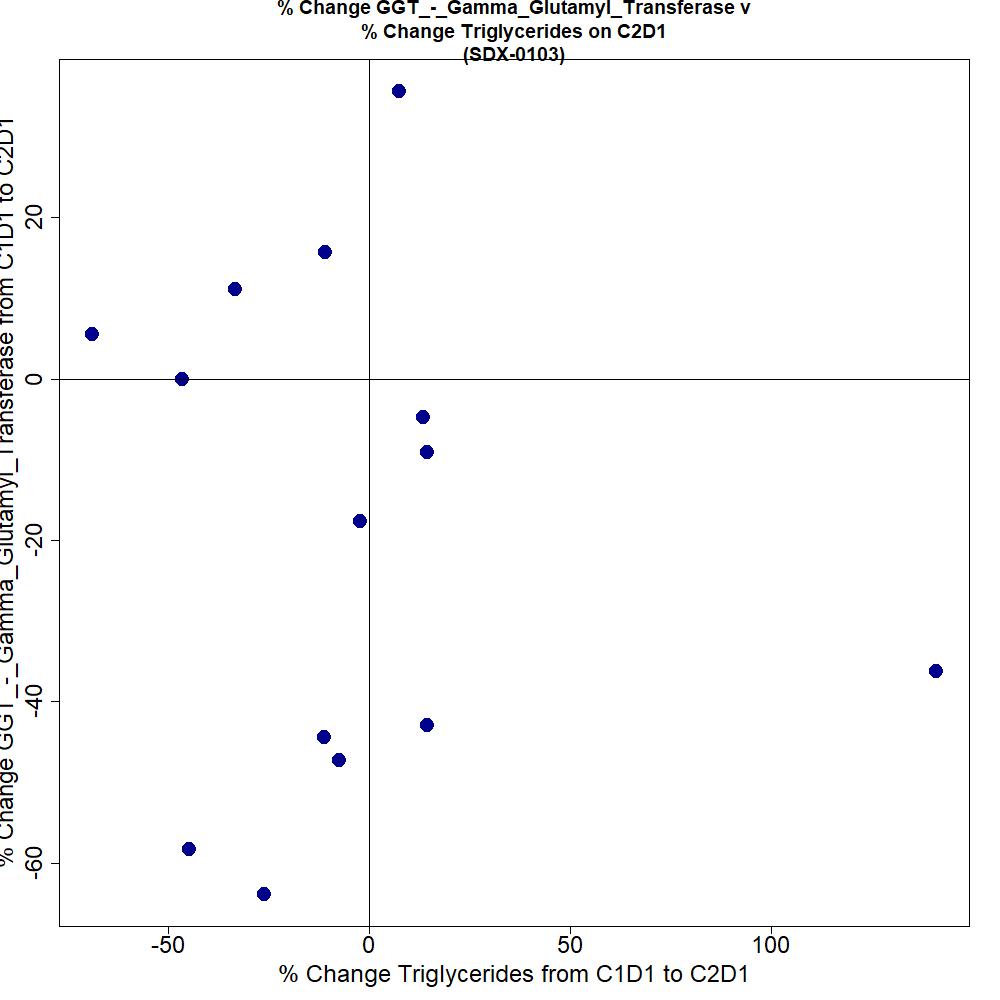 % Change GGT_-_Gamma_Glutamyl_Transferase v
% Change Triglycerides on C2D1
(SDX-0103)
% Change GGT_-_Gamma_Glutamyl_Transferase from C1D1 to C2D1
20
0
-20
-40
-60
-50
0
50
100
% Change Triglycerides from C1D1 to C2D1